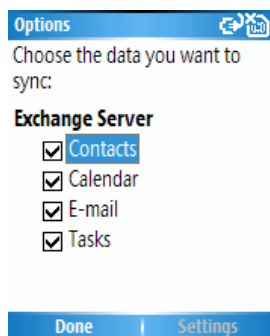 Options
Choose the data you want to
sync:
Exchange Server
Contacts
Calendar
E-mail
Tasks
Done
Settings